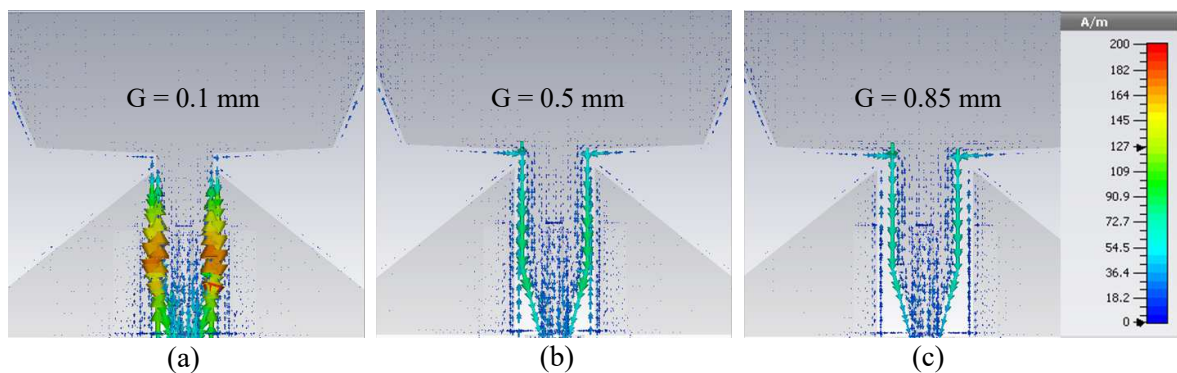 G = 0.1 mm
G = 0.5 mm
G = 0.85 mm
A/m
200
182
164
145
127
109
90.9
72.7
54.5
36.4
18.2
0
(a)
(b)
(c)